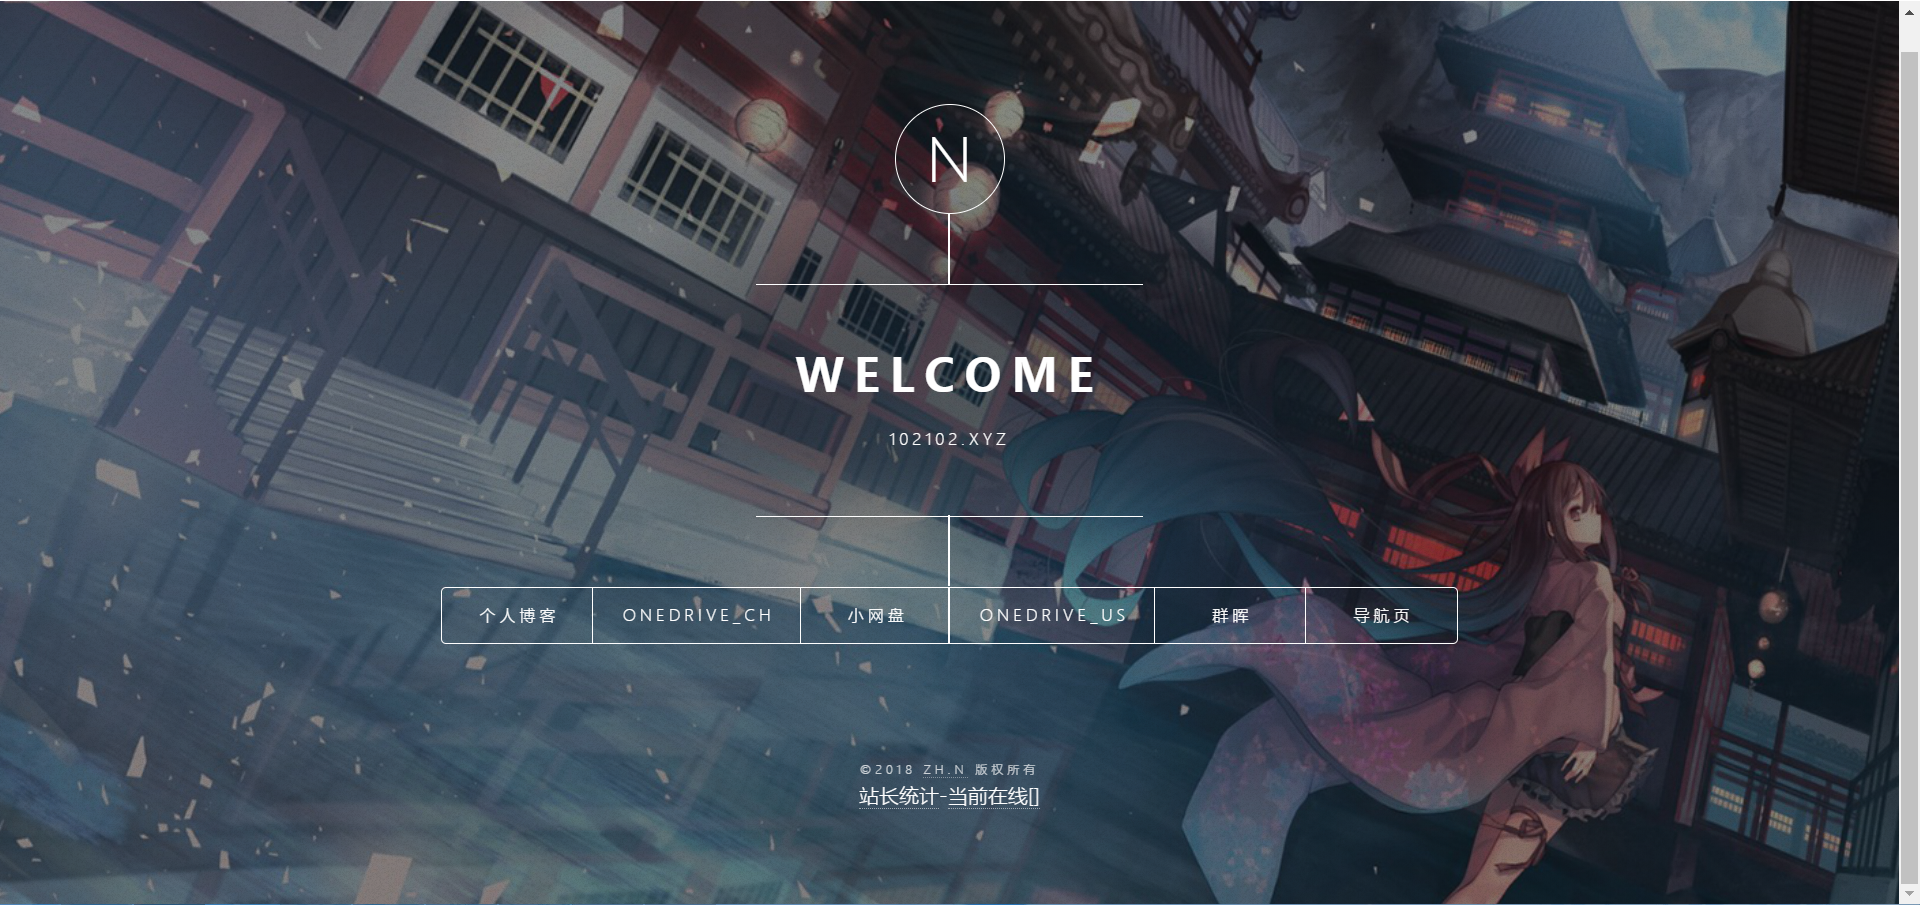 N
WELCOME
102102.XYZ
个人博客 ONEDRIVE_CH 小网盘 ONEDRIVE_US 群晖 导航页
©2018 ZH.N 版权所有
站长统计-当前在线[]